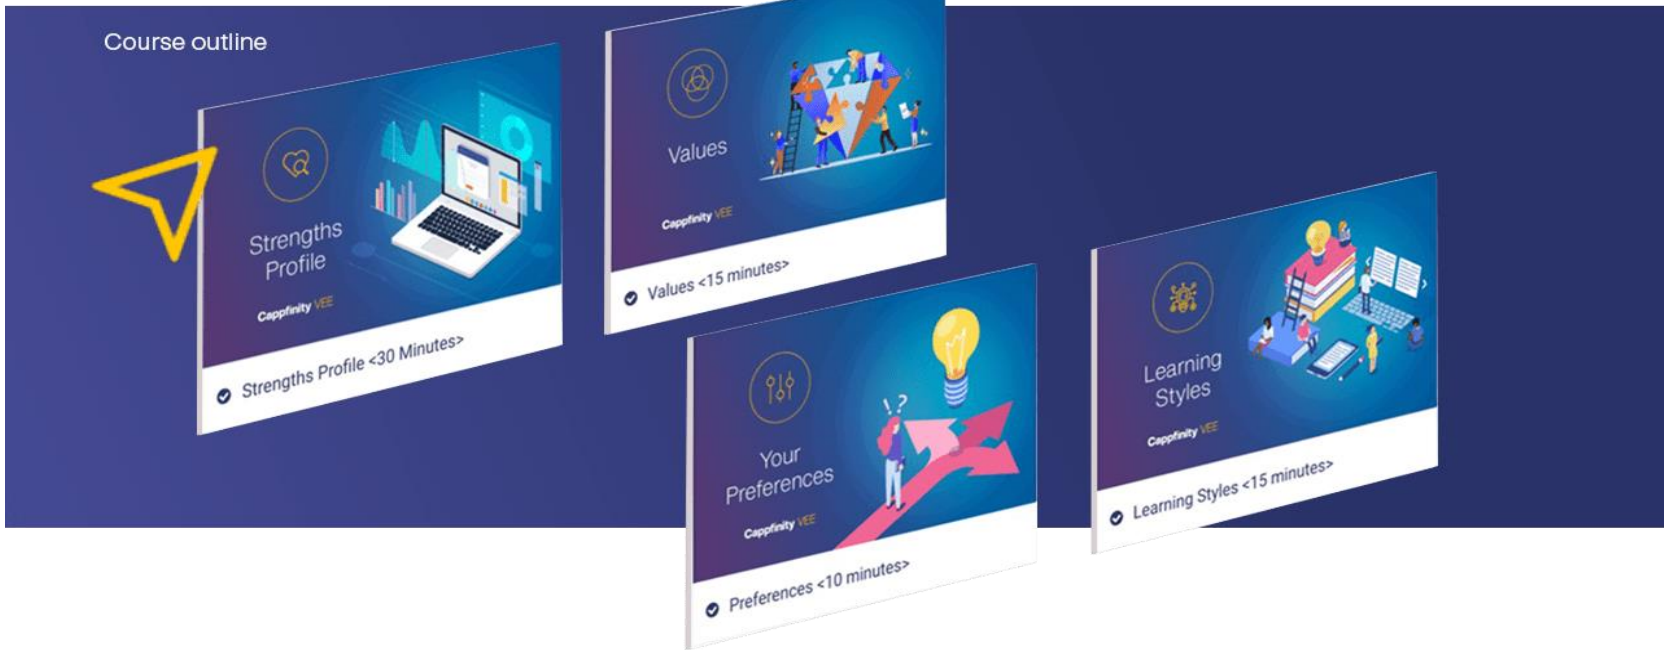 Course outline
Strengths
Profile
Cappfinity VEE
Strengths Profile <30 Minutes>
Values
Cappfinity VEE
Values <15 minutes>
! ?
Your
Preferences
Cappfinity VEE
Preferences <10 minutes>
Learning
Styles
Cappfinity VEE
Learning Styles <15 minutes>